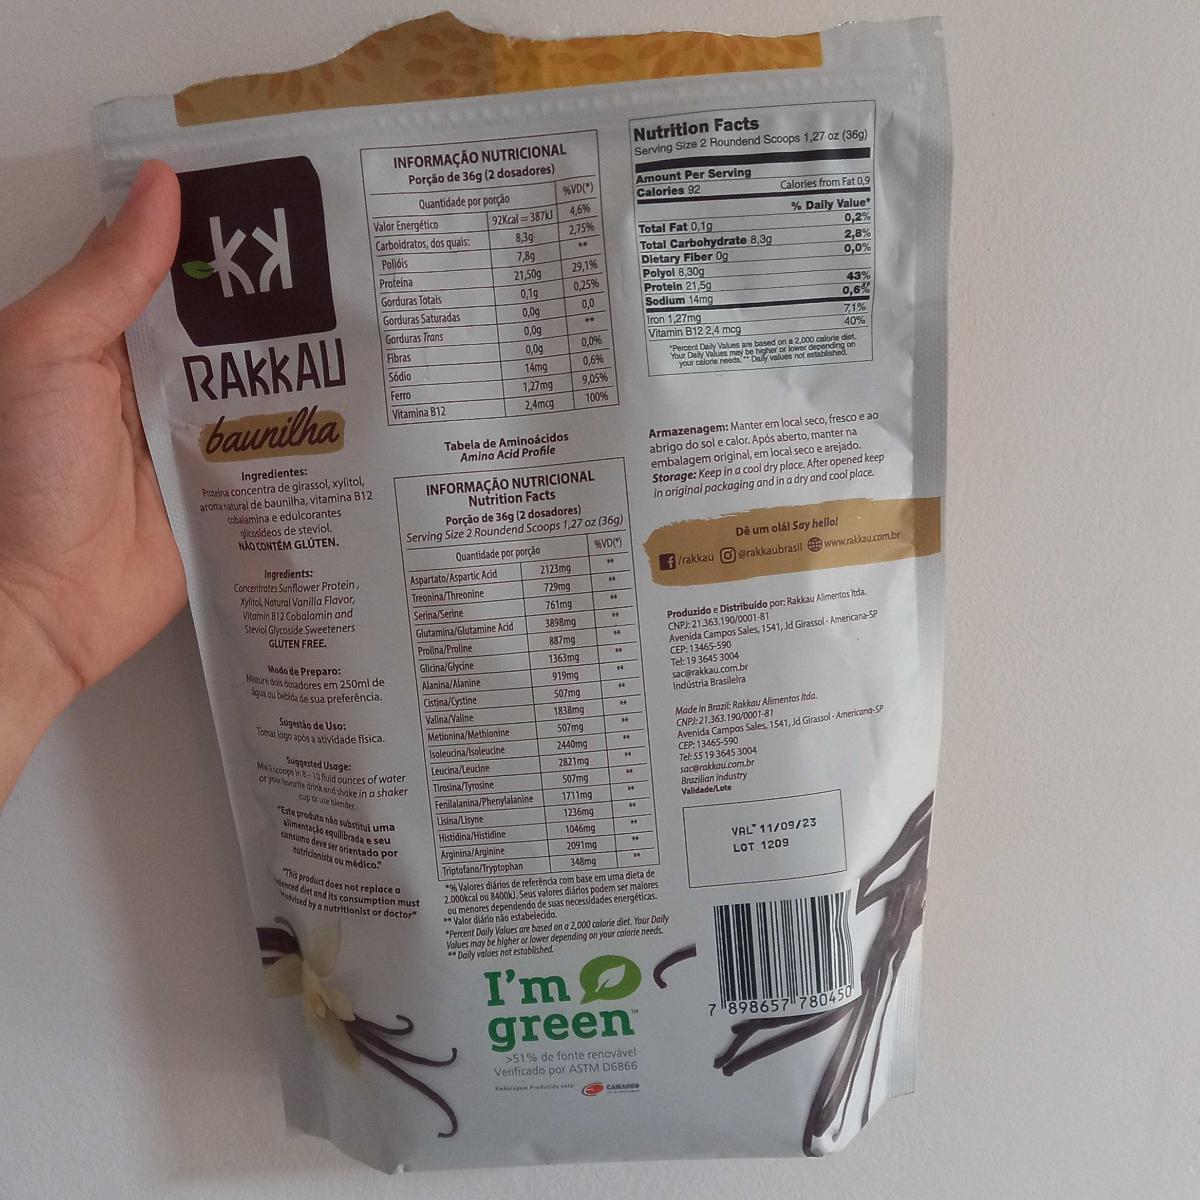 RAKKAU
baunilha
Ingredientes:
Proteína concentra de girassol, xylitol,
aroma natural de baunilha, vitamina B12
cobalamina e edulcorantes
glicosídeos de steviol.
NÃO CONTÉM GLÚTEN.
Ingredients:
Concentrates Sunflower Protein,
Xylitol, Natural Vanilla Flavor,
Vitamin B12 Cobalamin and
Steviol Glycoside Sweeteners
GLUTEN FREE.
Modo de Preparo:
Misture dois dosadores em 250ml de
água ou bebida de sua preferência.
Sugestão de Uso:
Tomar logo após a atividade física.
Suggested Usage:
Mix 2 scoops in 8 – 10 fluid ounces of water
or your favorite drink and shake in a shaker
cup or use blender.
"Este produto não substitui uma
alimentação equilibrada e seu
consumo deve ser orientado por
nutricionista ou médico."
"This product does not replace a
diet and its consumption must
by a nutritionist or doctor"
INFORMAÇÃO NUTRICIONAL
Porção de 36g (2 dosadores)
Quantidade por porção %VD(*)
Valor Energético 92Kcal = 387kJ 4,6%
Carboidratos, dos quais: 8,3g 2,75%
Polióis 7,8g **
Proteína 21,50g 29,1%
Gorduras Totais 0,1g 0,25%
Gorduras Saturadas 0,0g 0,0
Gorduras Trans 0,0g **
Fibras 0,0g 0,0%
Sódio 14mg 0,6%
Ferro 1,27mg 9,05%
Vitamina B12 2,4mcg 100%
Tabela de Aminoácidos
Amino Acid Profile
INFORMAÇÃO NUTRICIONAL
Nutrition Facts
Porção de 36g (2 dosadores)
Serving Size 2 Roundend Scoops 1,27 oz (36g)
Quantidade por porção %VD(*)
Aspartato/Aspartic Acid 2123mg **
Treonina/Threonine 729mg **
Serina/Serine 761mg **
Glutamina/Glutamine Acid 3898mg **
Prolina/Proline 887mg **
Glicina/Glycine 1363mg **
Alanina/Alanine 919mg **
Cistina/Cystine 507mg **
Valina/Valine 1838mg **
Metionina/Methionine 507mg **
Isoleucina/Isoleucine 2440mg **
Leucina/Leucine 2821mg **
Tirosina/Tyrosine 507mg **
Fenilalanina/Phenylalanine 1711mg **
Lisina/Lisyne 1236mg **
Histidina/Histidine 1046mg **
Arginina/Arginine 2091mg **
Triptofano/Tryptophan 348mg **
*% Valores diários de referência com base em uma dieta de
2.000kcal ou 8400kJ. Seus valores diários podem ser maiores
ou menores dependendo de suas necessidades energéticas.
** Valor diário não estabelecido.
*Percent Daily Values are based on a 2,000 calorie diet. Your Daily
Values may be higher or lower depending on your calorie needs.
** Daily values not established.
I'm
green™
>51% de fonte renovável
Verificado por ASTM D6866
Embalagem Produzida pela: CAMARGO
Nutrition Facts
Serving Size 2 Roundend Scoops 1,27 oz (36g)
Amount Per Serving
Calories 92 Calories from Fat 0,9
% Daily Value*
Total Fat 0,1g 0,2%
Total Carbohydrate 8,3g 2,8%
Dietary Fiber 0g 0,0%
Polyol 8,30g
Protein 21,5g 43%
Sodium 14mg 0,6%
Iron 1,27mg 7,1%
Vitamin B12 2,4 mcg 40%
*Percent Daily Values are based on a 2,000 calorie diet.
Your Daily Values may be higher or lower depending on
your calorie needs. ** Daily values not established.
Armazenagem: Manter em local seco, fresco e ao
abrigo do sol e calor. Após aberto, manter na
embalagem original, em local seco e arejado.
Storage: Keep in a cool dry place. After opened keep
in original packaging and in a dry and cool place.
Dê um olá! Say hello!
/rakkau @rakkaubrasil www.rakkau.com.br
Produzido e Distribuído por: Rakkau Alimentos ltda.
CNPJ: 21.363.190/0001-81
Avenida Campos Sales, 1541, Jd Girassol - Americana-SP
CEP: 13465-590
Tel: 19 3645 3004
sac@rakkau.com.br
Indústria Brasileira
Made in Brazil: Rakkau Alimentos ltda.
CNPJ: 21.363.190/0001-81
Avenida Campos Sales, 1541, Jd Girassol - Americana-SP
CEP: 13465-590
Tel: 55 19 3645 3004
sac@rakkau.com.br
Brazilian industry
Validade/Lote
VAL 11/09/23
LOT 1209
7 898657 780450